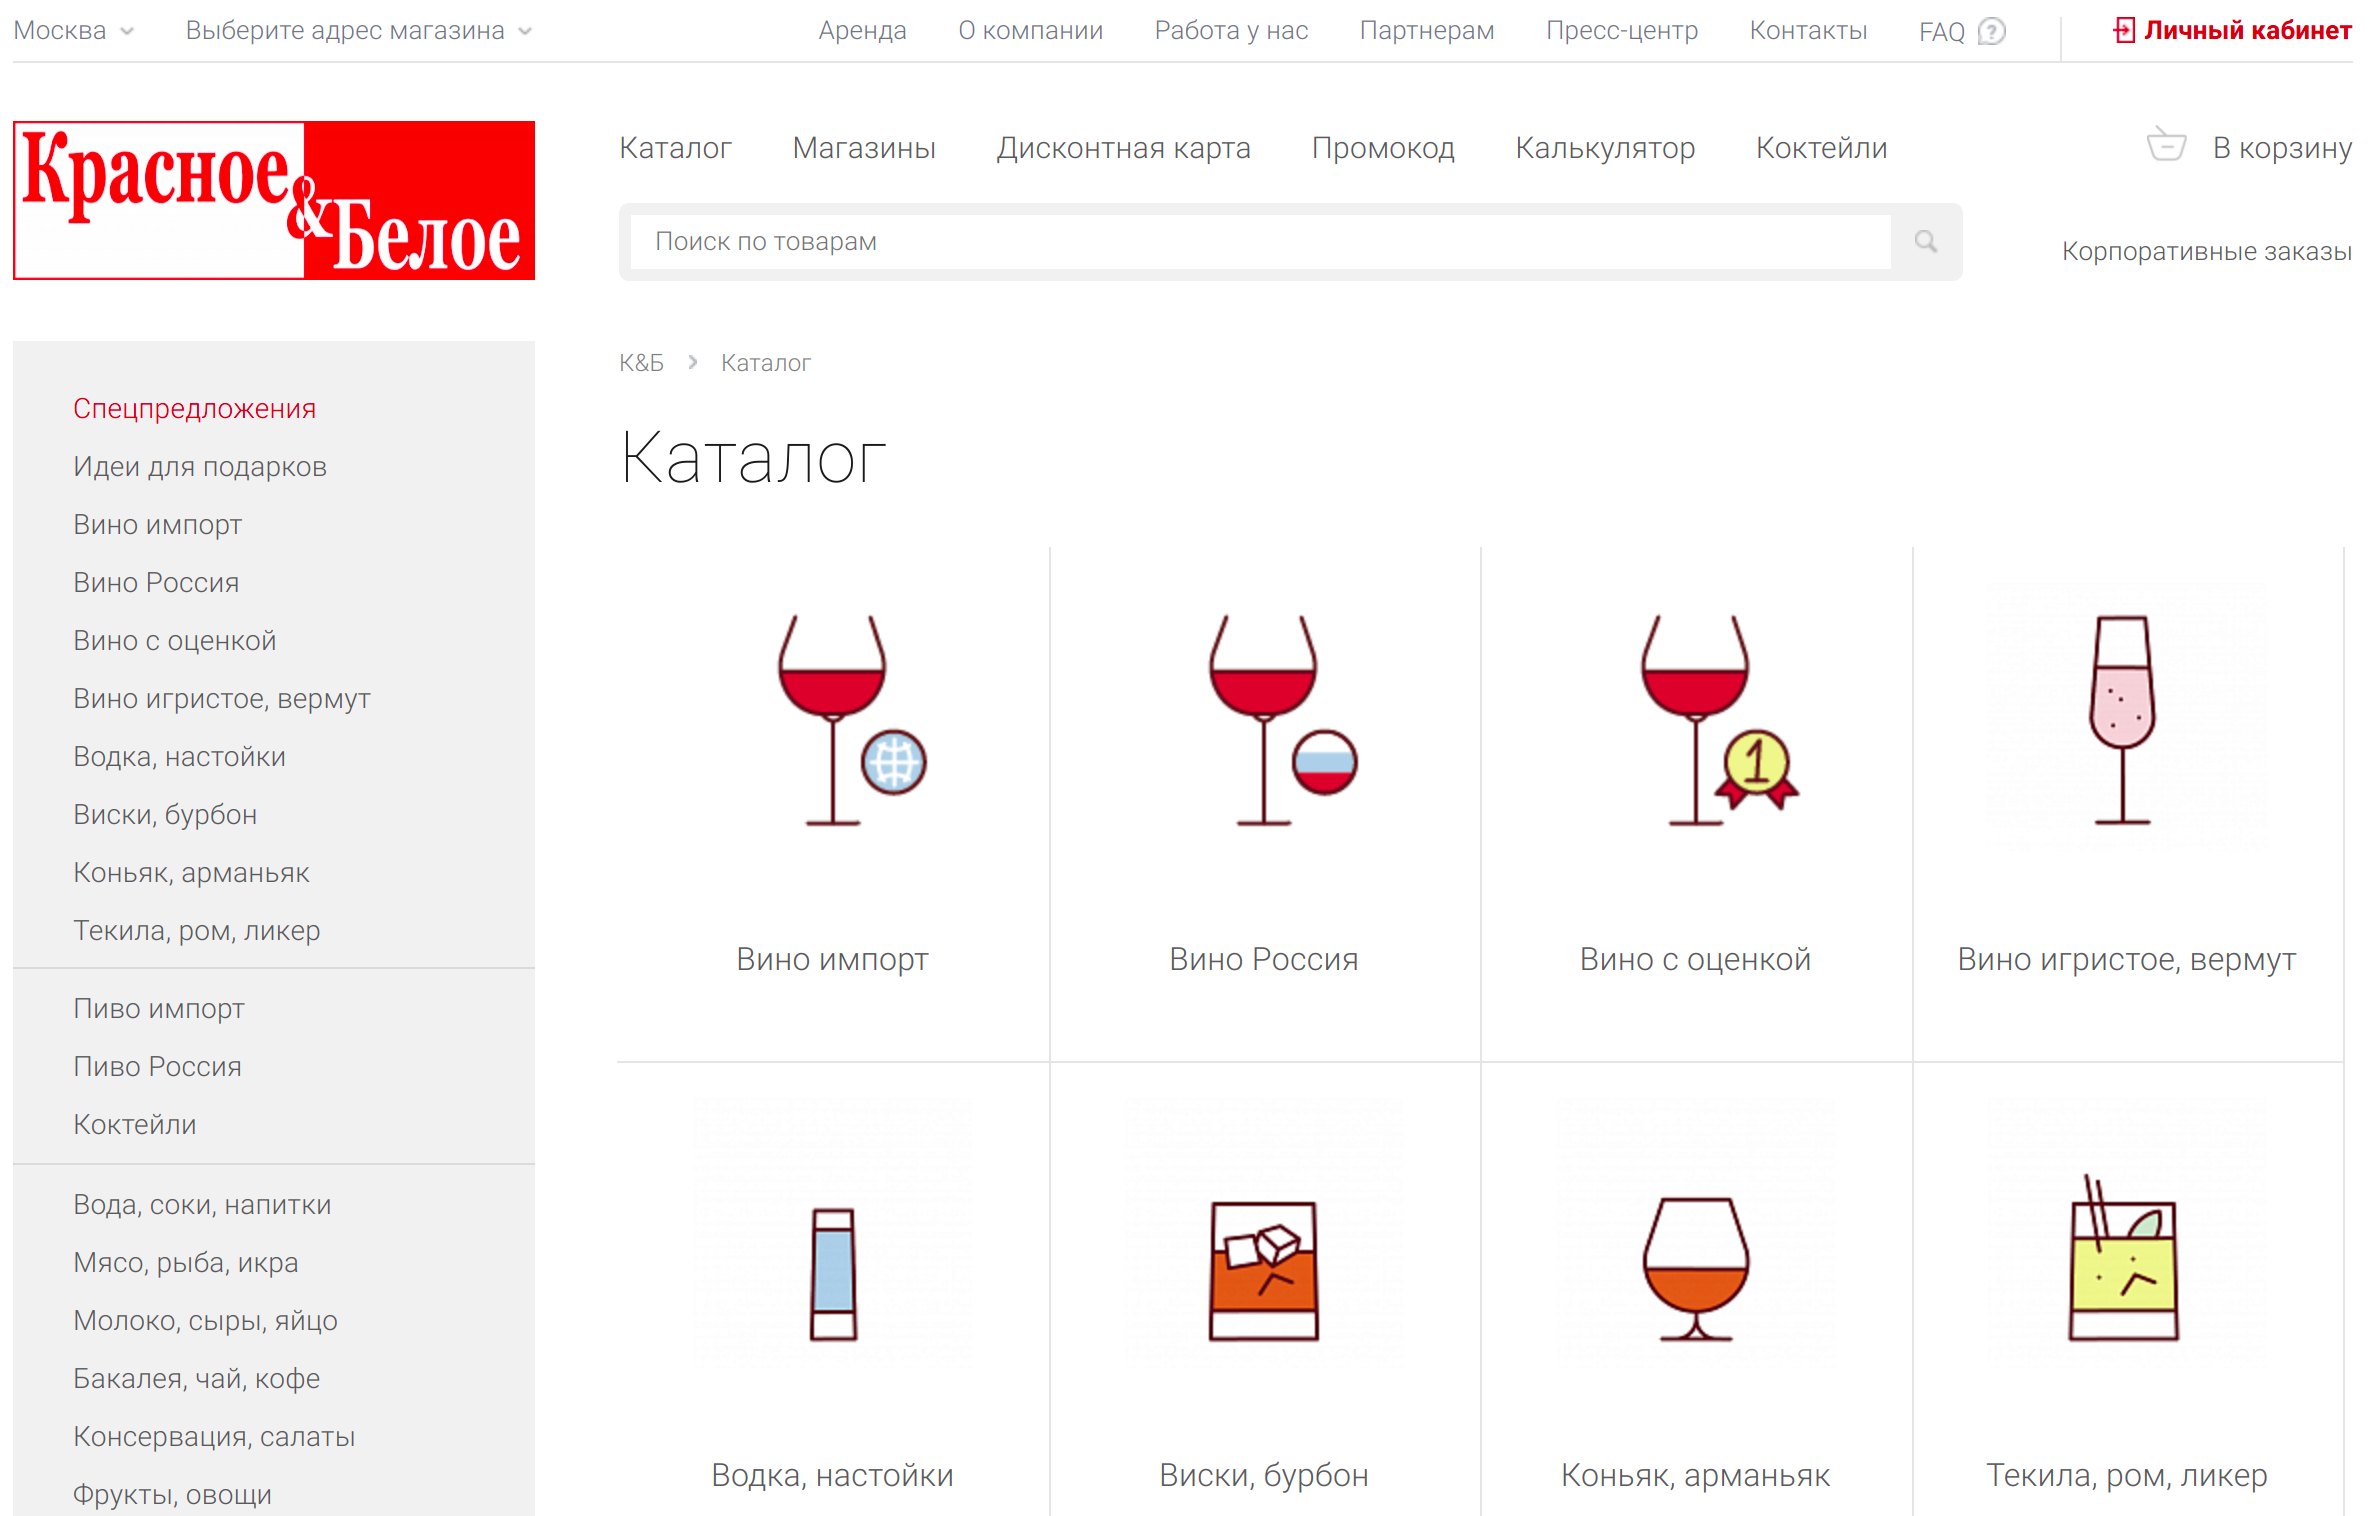 Москва Выберите адрес магазина Аренда О компании Работа у нас Партнерам Пресс-центр Контакты FAQ ? Личный кабинет
Красное
&
Белое
Каталог Магазины Дисконтная карта Промокод Калькулятор Коктейли В корзину
Поиск по товарам
Корпоративные заказы
Спецпредложения
Идеи для подарков
Вино импорт
Вино Россия
Вино с оценкой
Вино игристое, вермут
Водка, настойки
Виски, бурбон
Коньяк, арманьяк
Текила, ром, ликер
Пиво импорт
Пиво Россия
Коктейли
Вода, соки, напитки
Мясо, рыба, икра
Молоко, сыры, яйцо
Бакалея, чай, кофе
Консервация, салаты
Фрукты, овощи
К&Б Каталог
Каталог
1
Вино импорт Вино Россия Вино с оценкой Вино игристое, вермут
Водка, настойки Виски, бурбон Коньяк, арманьяк Текила, ром, ликер